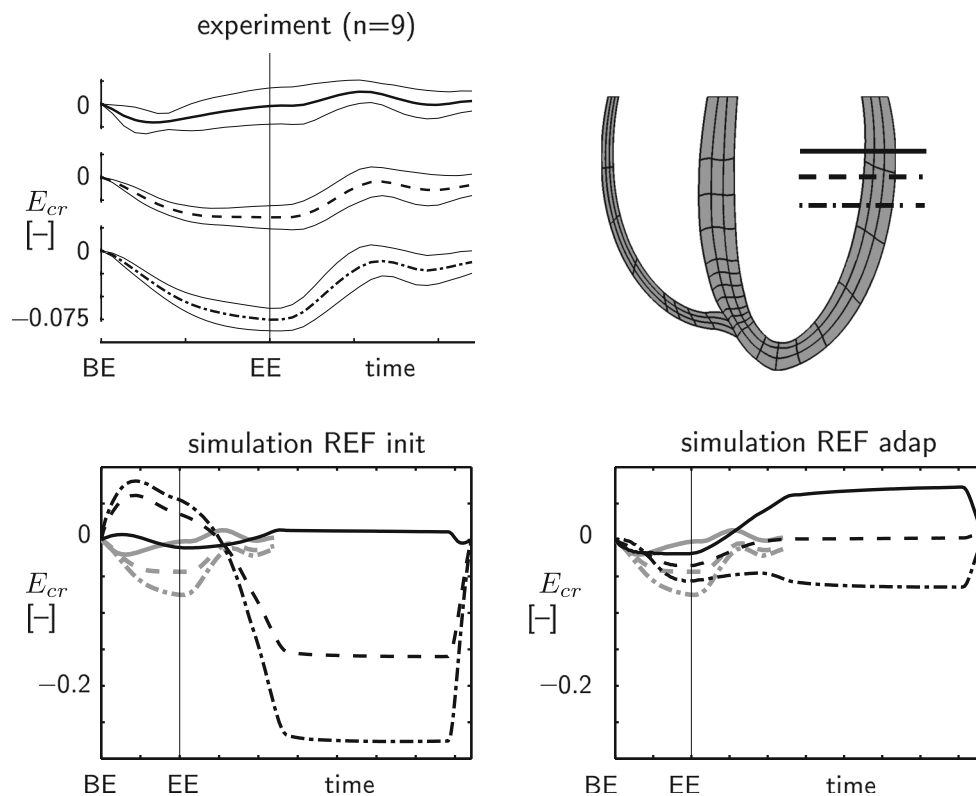 experiment (n=9)
0
0
E_cr
[–]
0
−0.075
BE
EE
time
simulation REF init
0
E_cr
[–]
−0.2
BE
EE
time
simulation REF adap
0
E_cr
[–]
−0.2
BE
EE
time